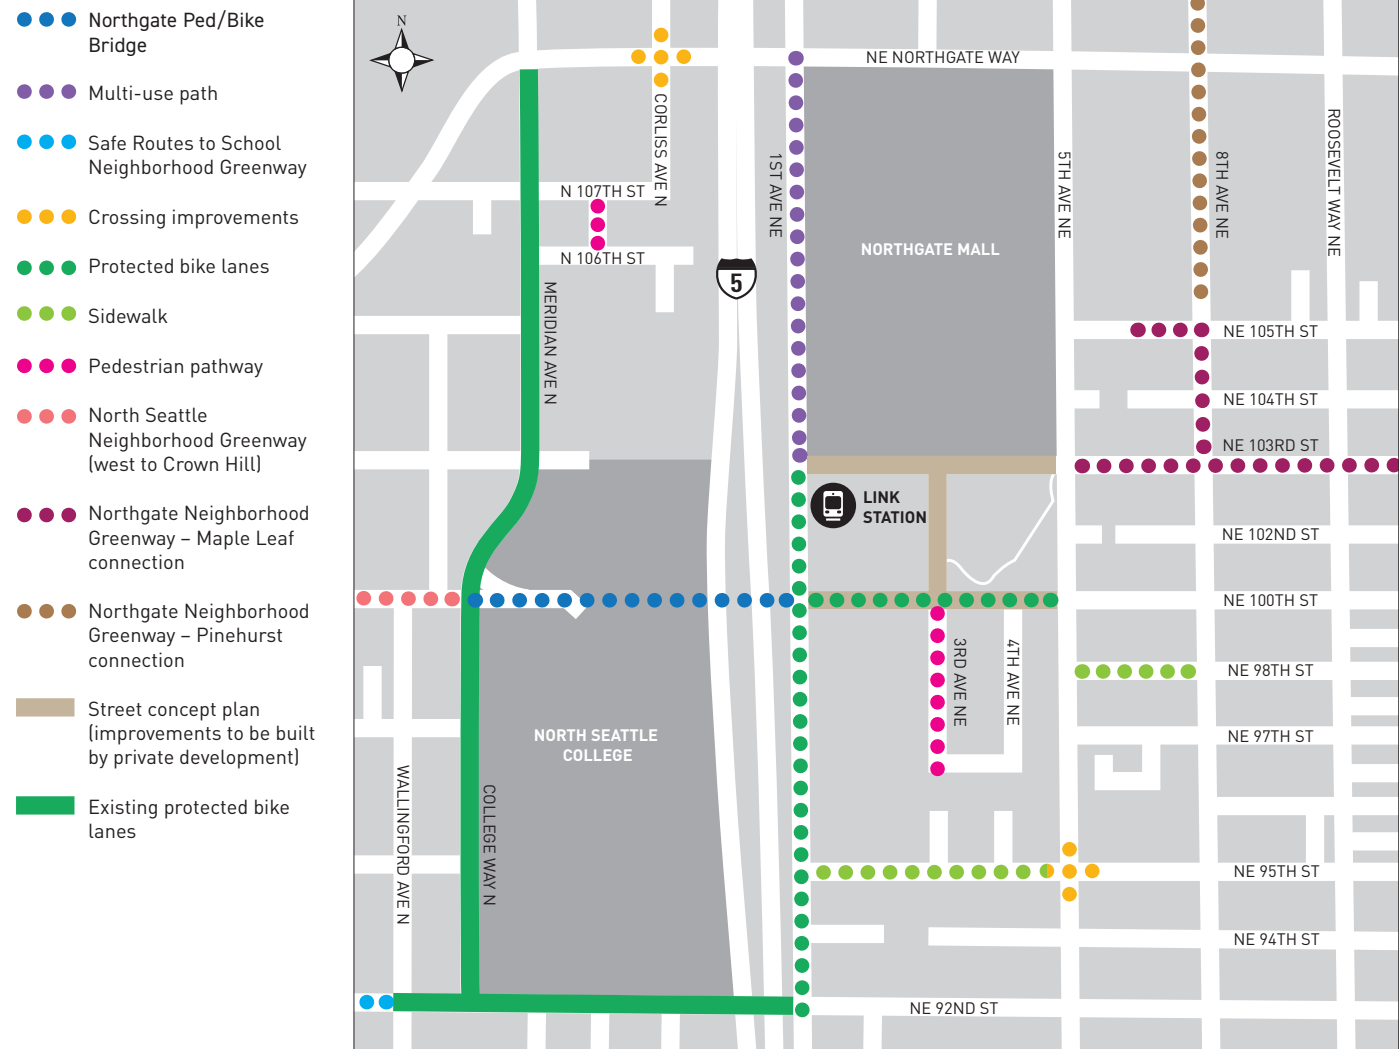 Northgate Ped/Bike
Bridge
Multi-use path
Safe Routes to School
Neighborhood Greenway
Crossing improvements
Protected bike lanes
Sidewalk
Pedestrian pathway
North Seattle
Neighborhood Greenway
(west to Crown Hill)
Northgate Neighborhood
Greenway – Maple Leaf
connection
Northgate Neighborhood
Greenway – Pinehurst
connection
Street concept plan
(improvements to be built
by private development)
Existing protected bike
lanes
N
NE NORTHGATE WAY
CORLISS AVE N
1ST AVE NE
5TH AVE NE
8TH AVE NE
ROOSEVELT WAY NE
N 107TH ST
N 106TH ST
NORTHGATE MALL
5
MERIDIAN AVE N
NE 105TH ST
NE 104TH ST
NE 103RD ST
LINK
STATION
NE 102ND ST
NE 100TH ST
3RD AVE NE
4TH AVE NE
NE 98TH ST
NORTH SEATTLE
COLLEGE
NE 97TH ST
WALLINGFORD AVE N
COLLEGE WAY N
NE 95TH ST
NE 94TH ST
NE 92ND ST